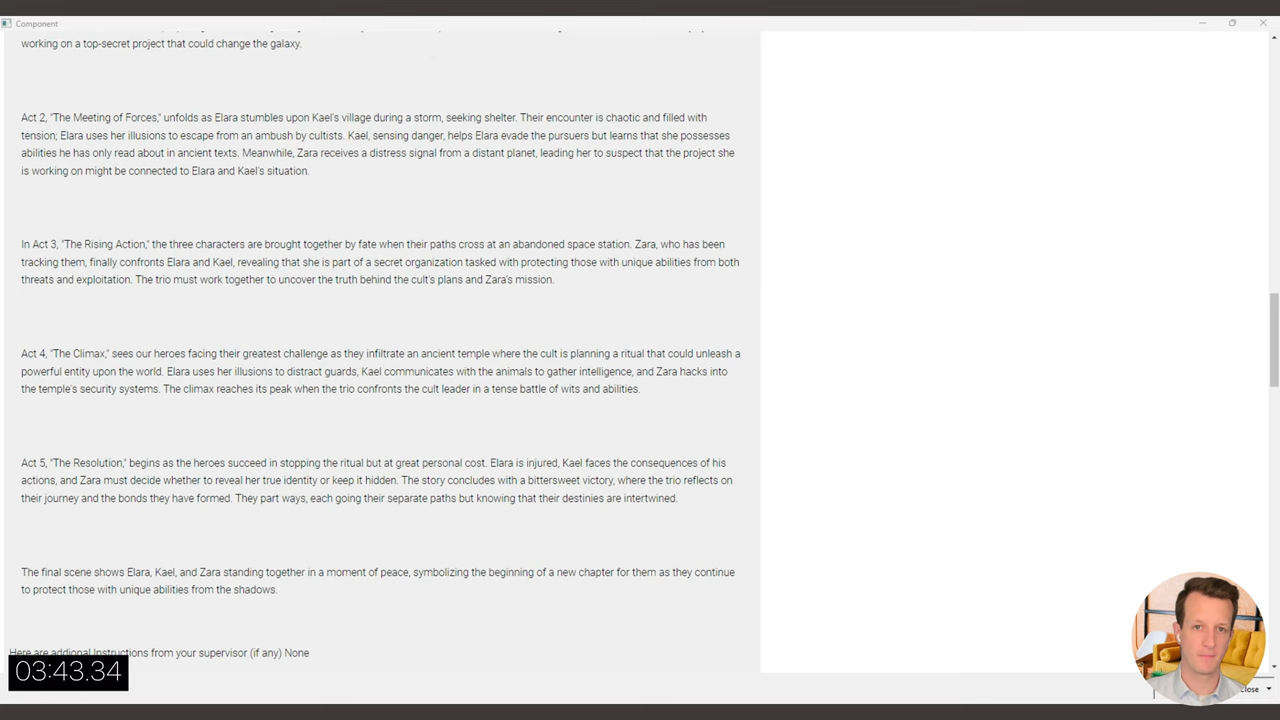 Component
working on a top-secret project that could change the galaxy.
Act 2, "The Meeting of Forces," unfolds as Elara stumbles upon Kael's village during a storm, seeking shelter. Their encounter is chaotic and filled with
tension; Elara uses her illusions to escape from an ambush by cultists. Kael, sensing danger, helps Elara evade the pursuers but learns that she possesses
abilities he has only read about in ancient texts. Meanwhile, Zara receives a distress signal from a distant planet, leading her to suspect that the project she
is working on might be connected to Elara and Kael's situation.
In Act 3, "The Rising Action," the three characters are brought together by fate when their paths cross at an abandoned space station. Zara, who has been
tracking them, finally confronts Elara and Kael, revealing that she is part of a secret organization tasked with protecting those with unique abilities from both
threats and exploitation. The trio must work together to uncover the truth behind the cult's plans and Zara's mission.
Act 4, "The Climax," sees our heroes facing their greatest challenge as they infiltrate an ancient temple where the cult is planning a ritual that could unleash a
powerful entity upon the world. Elara uses her illusions to distract guards, Kael communicates with the animals to gather intelligence, and Zara hacks into
the temple's security systems. The climax reaches its peak when the trio confronts the cult leader in a tense battle of wits and abilities.
Act 5, "The Resolution," begins as the heroes succeed in stopping the ritual but at great personal cost. Elara is injured, Kael faces the consequences of his
actions, and Zara must decide whether to reveal her true identity or keep it hidden. The story concludes with a bittersweet victory, where the trio reflects on
their journey and the bonds they have formed. They part ways, each going their separate paths but knowing that their destinies are intertwined.
The final scene shows Elara, Kael, and Zara standing together in a moment of peace, symbolizing the beginning of a new chapter for them as they continue
to protect those with unique abilities from the shadows.
Here are addional Instructions from your supervisor (if any) None
03:43.34